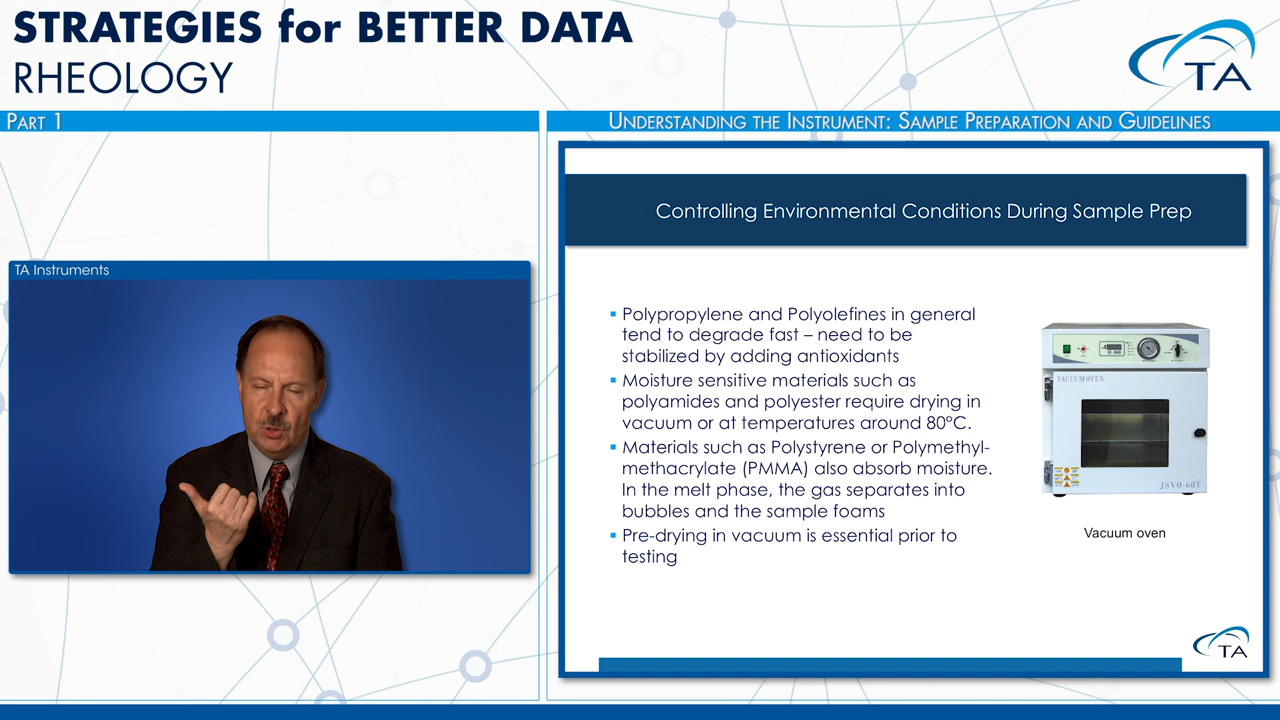 STRATEGIES for BETTER DATA
RHEOLOGY
TA
PART 1
UNDERSTANDING THE INSTRUMENT: SAMPLE PREPARATION AND GUIDELINES
TA Instruments
Controlling Environmental Conditions During Sample Prep
▪ Polypropylene and Polyolefines in general
tend to degrade fast – need to be
stabilized by adding antioxidants
▪ Moisture sensitive materials such as
polyamides and polyester require drying in
vacuum or at temperatures around 80°C.
▪ Materials such as Polystyrene or Polymethyl-
methacrylate (PMMA) also absorb moisture.
In the melt phase, the gas separates into
bubbles and the sample foams
▪ Pre-drying in vacuum is essential prior to
testing
VACUUM OVEN
JSVO-60T
Vacuum oven
TA